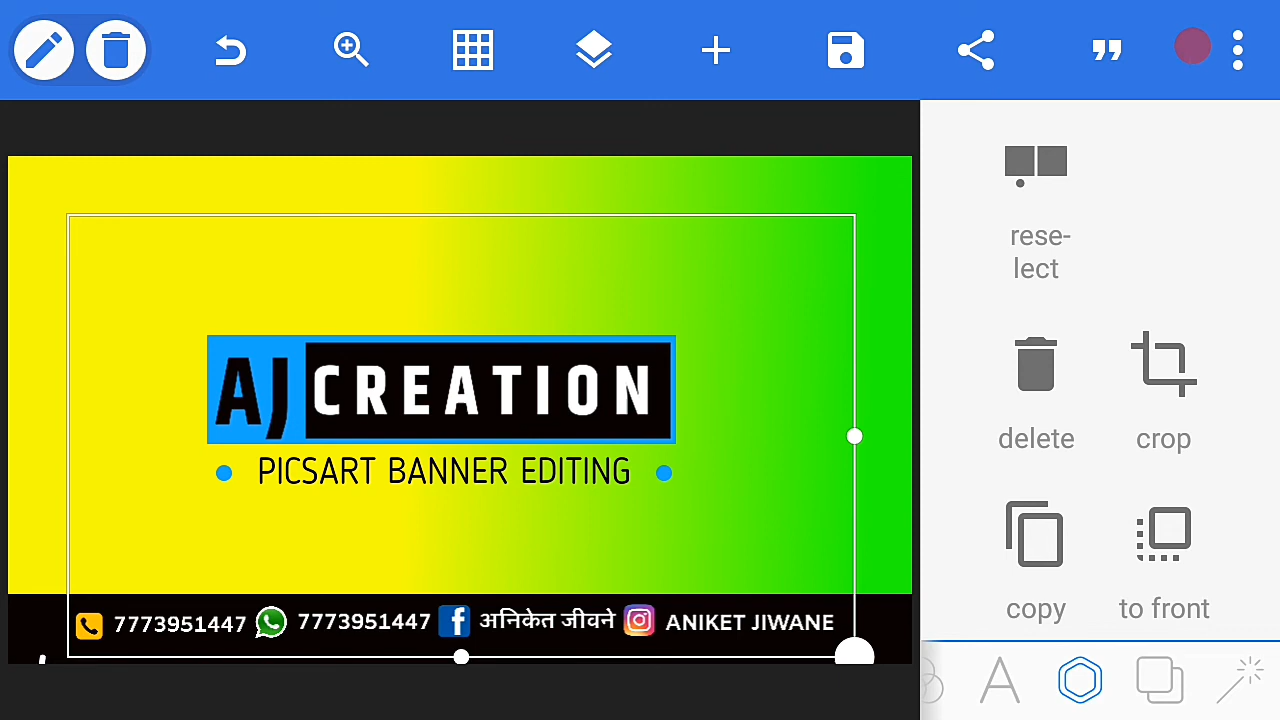 rese-
lect
AJ CREATION
PICSART BANNER EDITING
delete
crop
copy
to front
7773951447 7773951447 अनिकेत जीवने ANIKET JIWANE